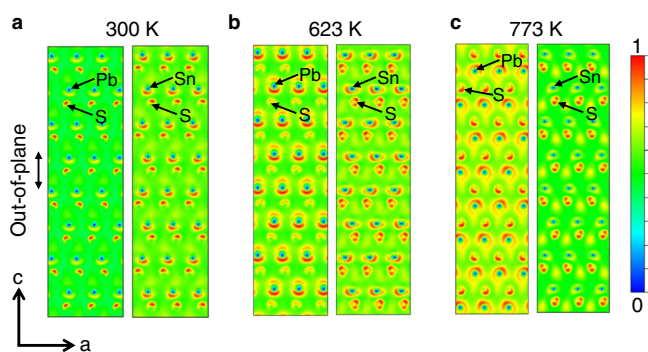 a 300 K b 623 K c 773 K
Pb Sn Pb Sn Pb Sn
S S S S S S
1
0
Out-of-plane
c
a